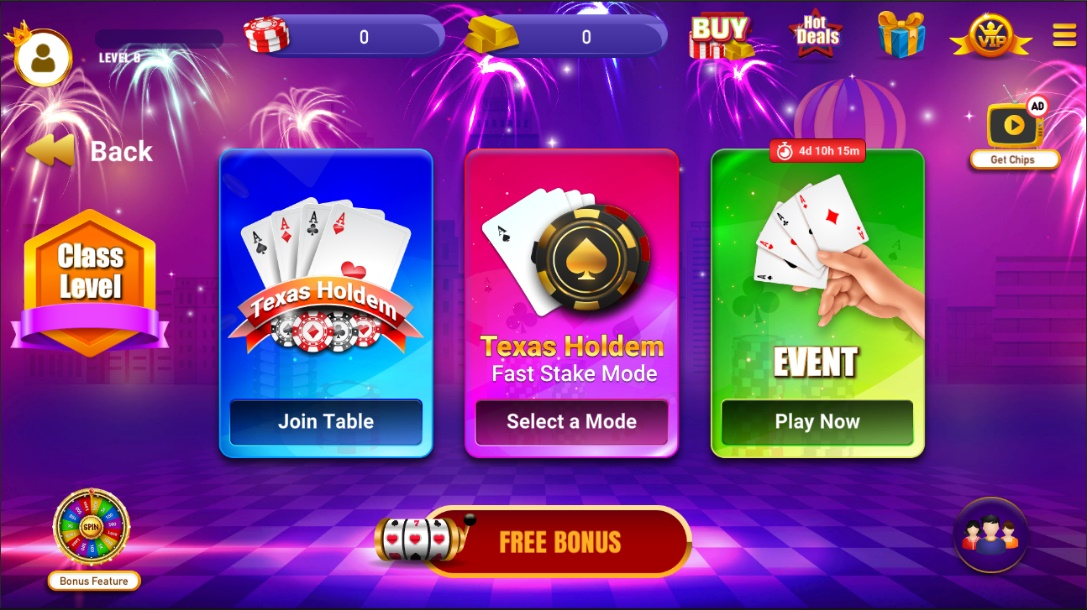 LEVEL 0
0
0
BUY
Hot
Deals
VIP
AD
Get Chips
Back
Class
Level
Texas Holdem
Join Table
Texas Holdem
Fast Stake Mode
Select a Mode
4d 10h 15m
EVENT
Play Now
SPIN
Bonus Feature
FREE BONUS